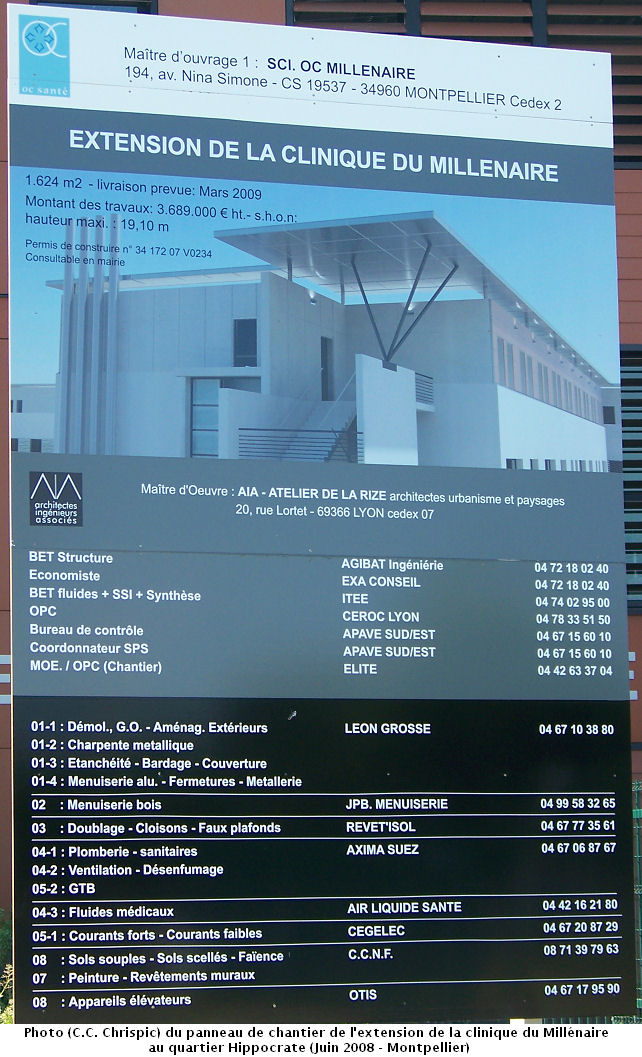 oc santé
Maître d'ouvrage 1 : SCI. OC MILLENAIRE
194, av. Nina Simone - CS 19537 - 34960 MONTPELLIER Cedex 2
EXTENSION DE LA CLINIQUE DU MILLENAIRE
1.624 m2 - livraison prevue: Mars 2009
Montant des travaux: 3.689.000 € ht.- s.h.o.n:
hauteur maxi. : 19,10 m
Permis de construire n° 34 172 07 V0234
Consultable en mairie
AIA
architectes
ingénieurs
associés
Maître d'Oeuvre : AIA - ATELIER DE LA RIZE architectes urbanisme et paysages
20, rue Lortet - 69366 LYON cedex 07
BET Structure AGIBAT Ingéniérie 04 72 18 02 40
Economiste EXA CONSEIL 04 72 18 02 40
BET fluides + SSI + Synthèse ITEE 04 74 02 95 00
OPC CEROC LYON 04 78 33 51 50
Bureau de contrôle APAVE SUD/EST 04 67 15 60 10
Coordonnateur SPS APAVE SUD/EST 04 67 15 60 10
MOE. / OPC (Chantier) ELITE 04 42 63 37 04
01-1 : Démol., G.O. - Aménag. Extérieurs LEON GROSSE 04 67 10 38 80
01-2 : Charpente metallique
01-3 : Etanchéité - Bardage - Couverture
01-4 : Menuiserie alu. - Fermetures - Metallerie
02 : Menuiserie bois JPB. MENUISERIE 04 99 58 32 65
03 : Doublage - Cloisons - Faux plafonds REVET'ISOL 04 67 77 35 61
04-1 : Plomberie - sanitaires AXIMA SUEZ 04 67 06 87 67
04-2 : Ventilation - Désenfumage
05-2 : GTB
04-3 : Fluides médicaux AIR LIQUIDE SANTE 04 42 16 21 80
05-1 : Courants forts - Courants faibles CEGELEC 04 67 20 87 29
08 : Sols souples - Sols scellés - Faïence C.C.N.F. 08 71 39 79 63
07 : Peinture - Revêtements muraux
08 : Appareils élévateurs OTIS 04 67 17 95 90
Photo (C.C. Chrispic) du panneau de chantier de l'extension de la clinique du Millénaire
au quartier Hippocrate (Juin 2008 - Montpellier)